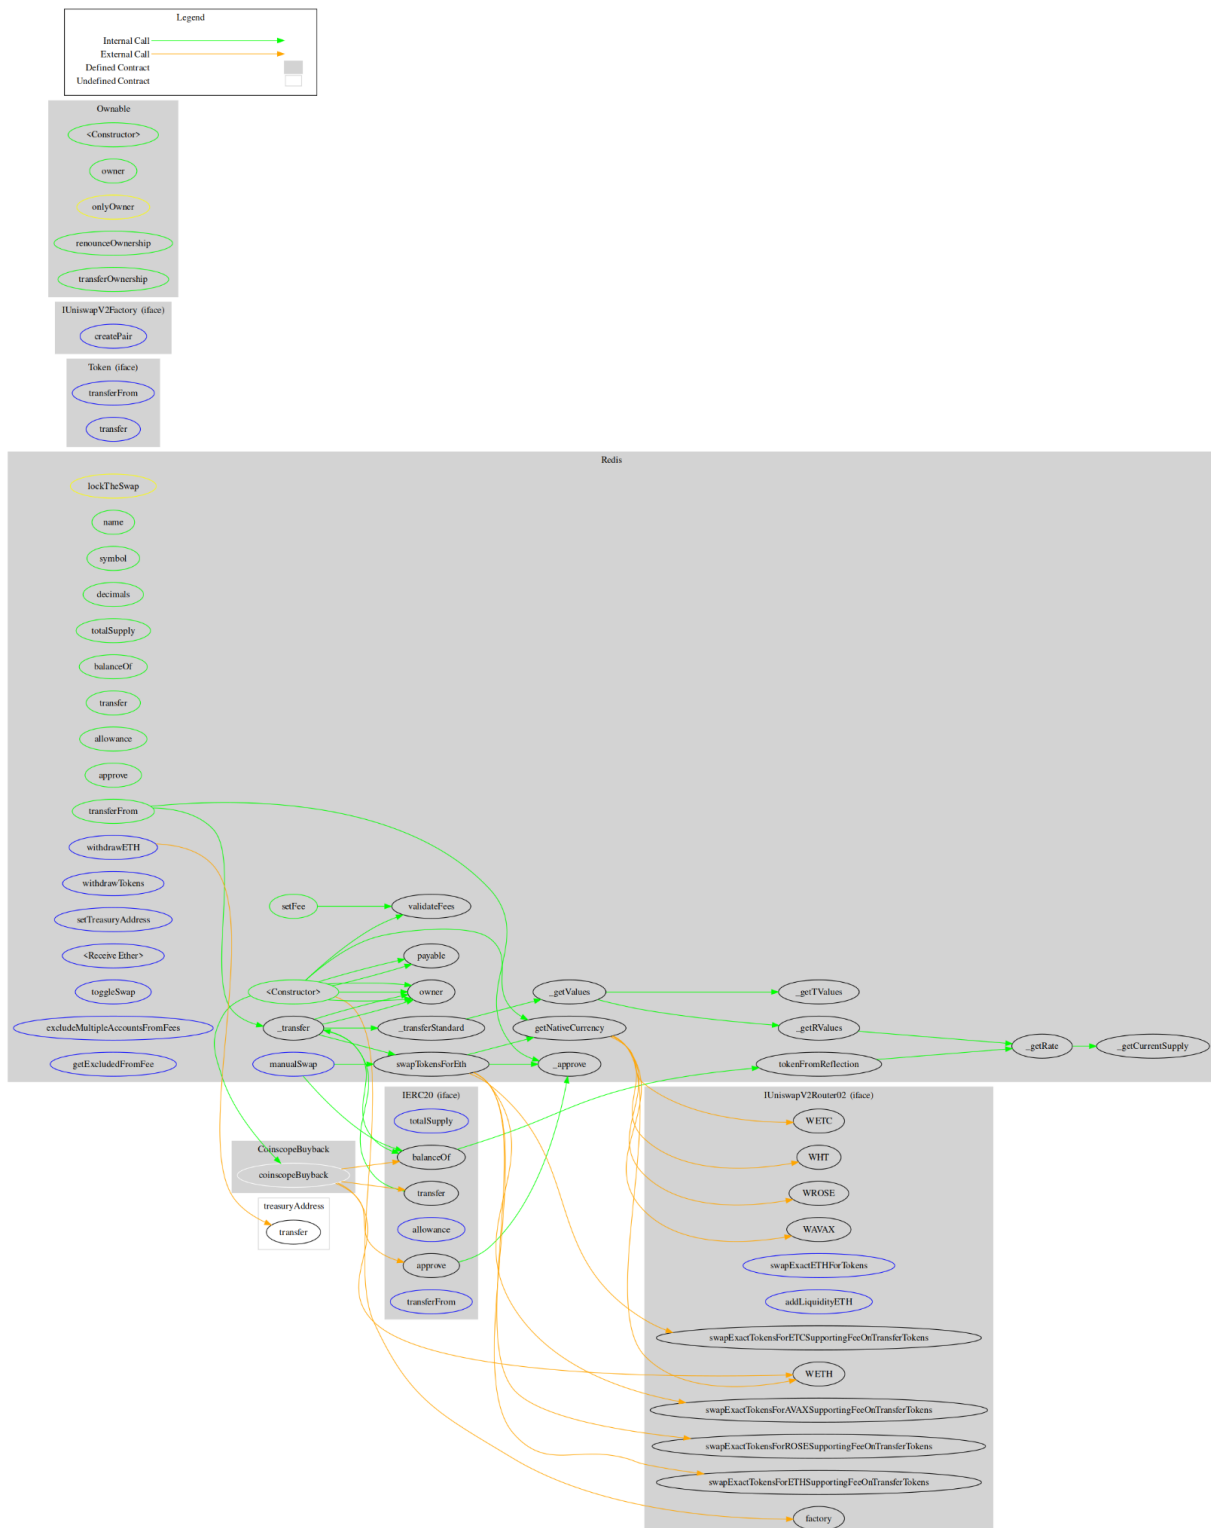 Legend
Internal Call
External Call
Defined Contract
Undefined Contract
Ownable
<Constructor>
owner
onlyOwner
renounceOwnership
transferOwnership
IUniswapV2Factory (iface)
createPair
Token (iface)
transferFrom
transfer
Redis
lockTheSwap
name
symbol
decimals
totalSupply
balanceOf
transfer
allowance
approve
transferFrom
withdrawETH
withdrawTokens
setTreasuryAddress
<Receive Ether>
toggleSwap
excludeMultipleAccountsFromFees
getExcludedFromFee
setFee
<Constructor>
_transfer
manualSwap
validateFees
payable
owner
_transferStandard
swapTokensForEth
_getValues
getNativeCurrency
_approve
_getTValues
_getRValues
tokenFromReflection
_getRate
_getCurrentSupply
CoinscopeBuyback
coinscopeBuyback
treasuryAddress
transfer
IERC20 (iface)
totalSupply
balanceOf
transfer
allowance
approve
transferFrom
IUniswapV2Router02 (iface)
WETC
WHT
WROSE
WAVAX
swapExactETHForTokens
addLiquidityETH
swapExactTokensForETCSupportingFeeOnTransferTokens
WETH
swapExactTokensForAVAXSupportingFeeOnTransferTokens
swapExactTokensForROSESupportingFeeOnTransferTokens
swapExactTokensForETHSupportingFeeOnTransferTokens
factory